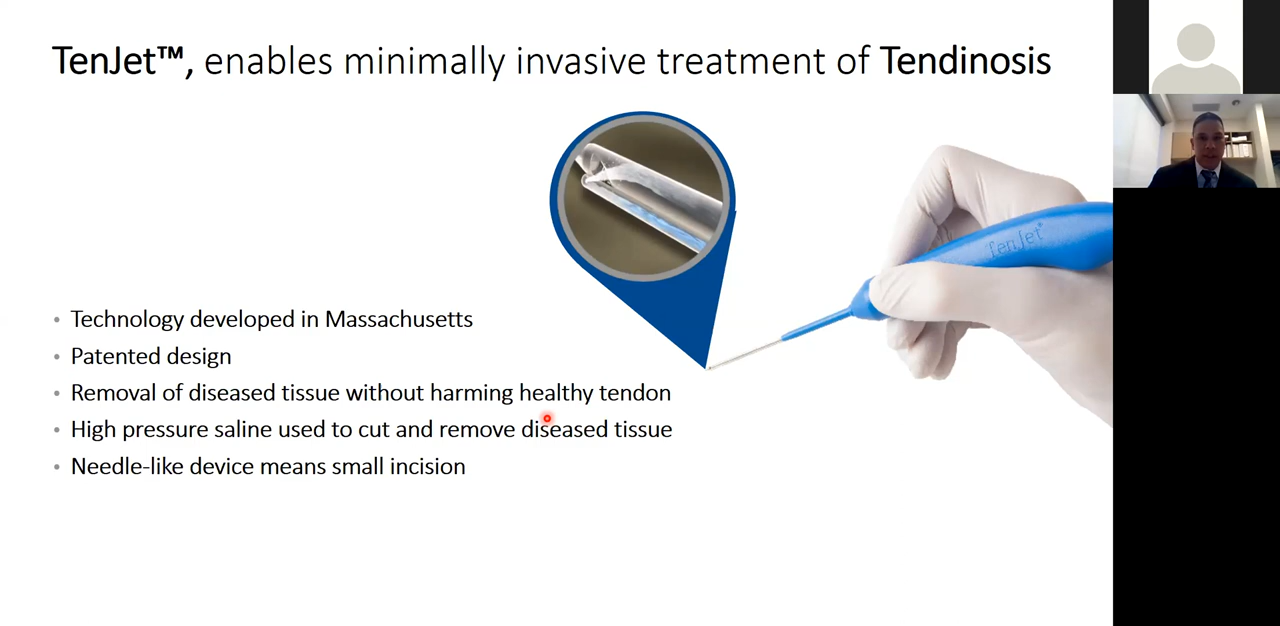 TenJet™, enables minimally invasive treatment of Tendinosis
TenJet
• Technology developed in Massachusetts
• Patented design
• Removal of diseased tissue without harming healthy tendon
• High pressure saline used to cut and remove diseased tissue
• Needle-like device means small incision